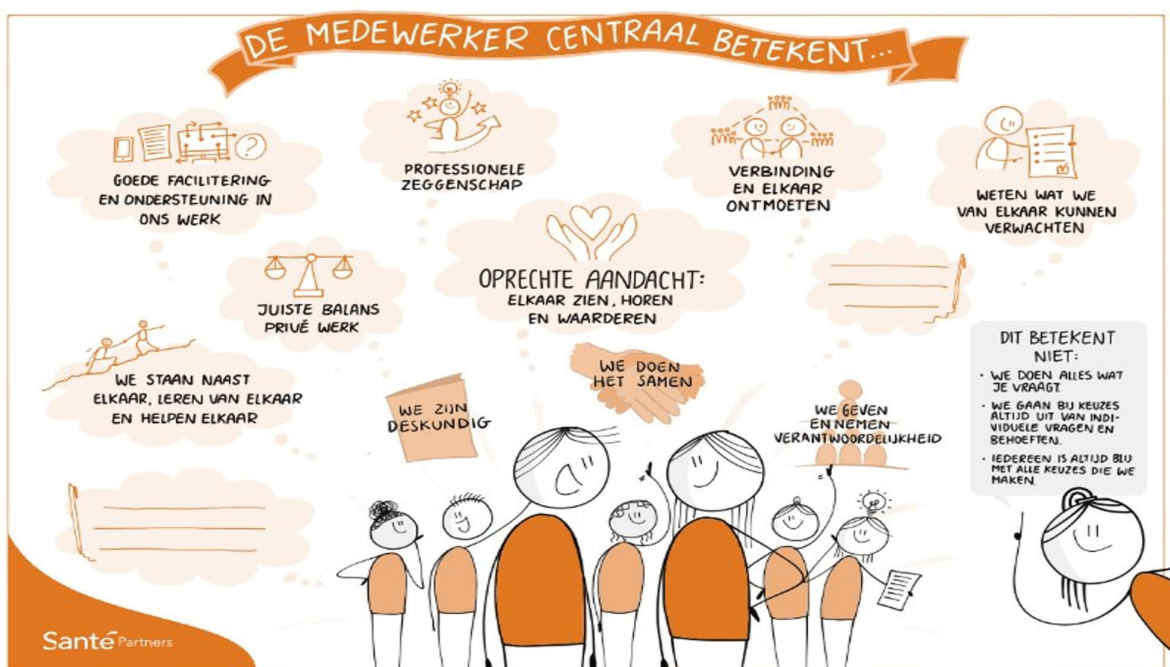 DE MEDEWERKER CENTRAAL BETEKENT...
GOEDE FACILITERING
EN ONDERSTEUNING IN
ONS WERK
?
PROFESSIONELE
ZEGGENSCHAP
VERBINDING
EN ELKAAR
ONTMOETEN
WETEN WAT WE
VAN ELKAAR KUNNEN
VERWACHTEN
JUISTE BALANS
PRIVÉ WERK
OPRECHTE AANDACHT:
ELKAAR ZIEN, HOREN
EN WAARDEREN
WE STAAN NAAST
ELKAAR, LEREN VAN ELKAAR
EN HELPEN ELKAAR
WE ZIJN
DESKUNDIG
WE DOEN
HET SAMEN
WE GEVEN
EN NEMEN
VERANTWOORDELIJKHEID
DIT BETEKENT
NIET:
• WE DOEN ALLES WAT
JE VRAAGT.
• WE GAAN BIJ KEUZES
ALTIJD UIT VAN INDI-
VIDUELE VRAGEN EN
BEHOEFTEN.
• IEDEREEN IS ALTIJD BLIJ
MET ALLE KEUZES DIE WE
MAKEN.
Santé Partners